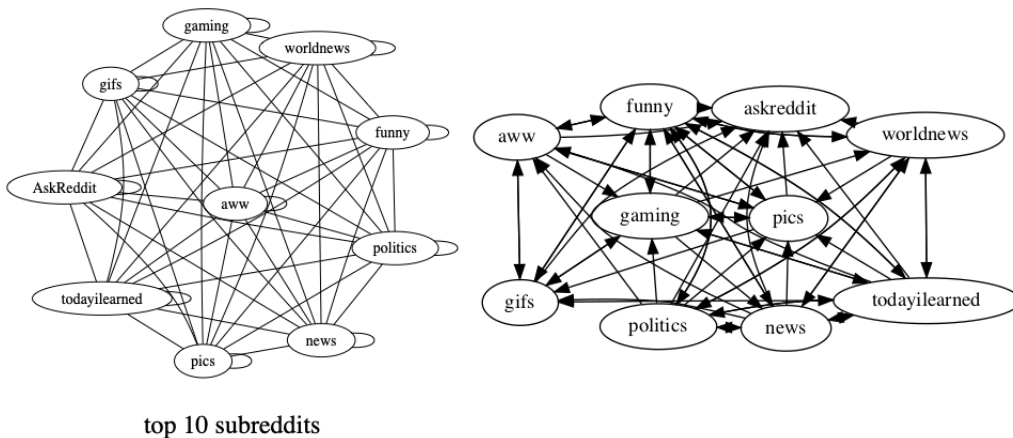 gaming
worldnews
gifs
funny
AskReddit
aww
politics
todayilearned
news
pics
top 10 subreddits
funny
askreddit
aww
worldnews
gaming
pics
gifs
todayilearned
politics
news